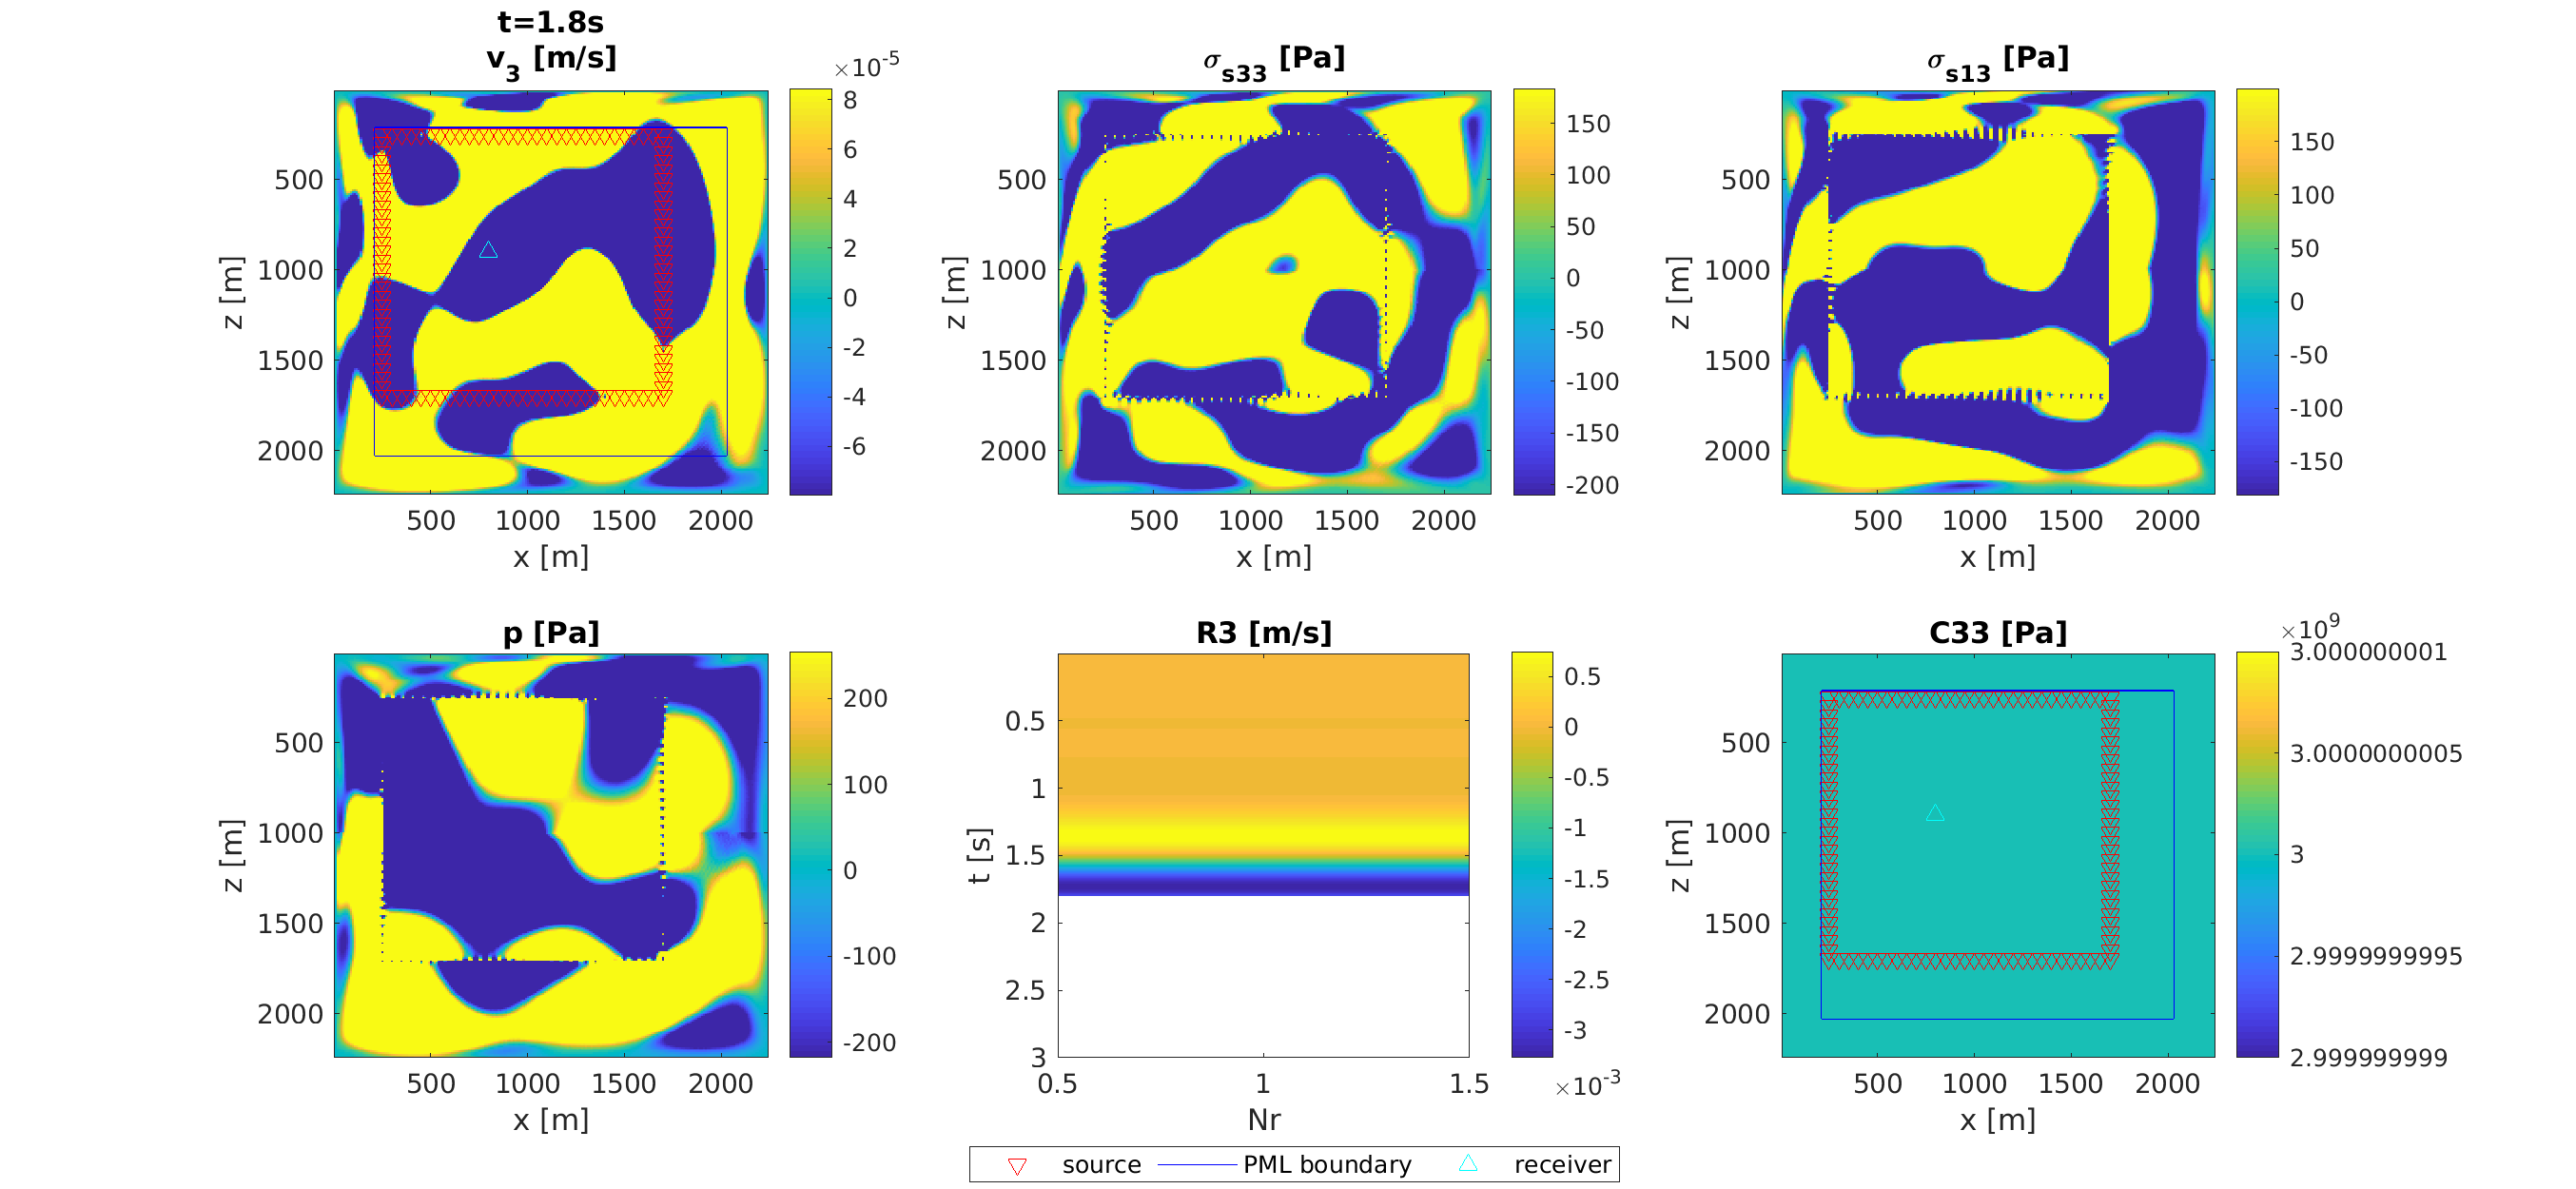 t=1.8s
v3 [m/s]
×10-5
8
6
4
2
0
-2
-4
-6
500
1000
1500
2000
z [m]
500 1000 1500 2000
x [m]
σs33 [Pa]
150
100
50
0
-50
-100
-150
-200
500
1000
1500
2000
z [m]
500 1000 1500 2000
x [m]
σs13 [Pa]
150
100
50
0
-50
-100
-150
500
1000
1500
2000
z [m]
500 1000 1500 2000
x [m]
p [Pa]
200
100
0
-100
-200
500
1000
1500
2000
z [m]
500 1000 1500 2000
x [m]
R3 [m/s]
0.5
0
-0.5
-1
-1.5
-2
-2.5
-3
×10-3
0.5
1
1.5
2
2.5
3
t [s]
0.5 1 1.5
Nr
C33 [Pa]
×109
3.000000001
3.0000000005
3
2.9999999995
2.999999999
500
1000
1500
2000
z [m]
500 1000 1500 2000
x [m]
source PML boundary receiver